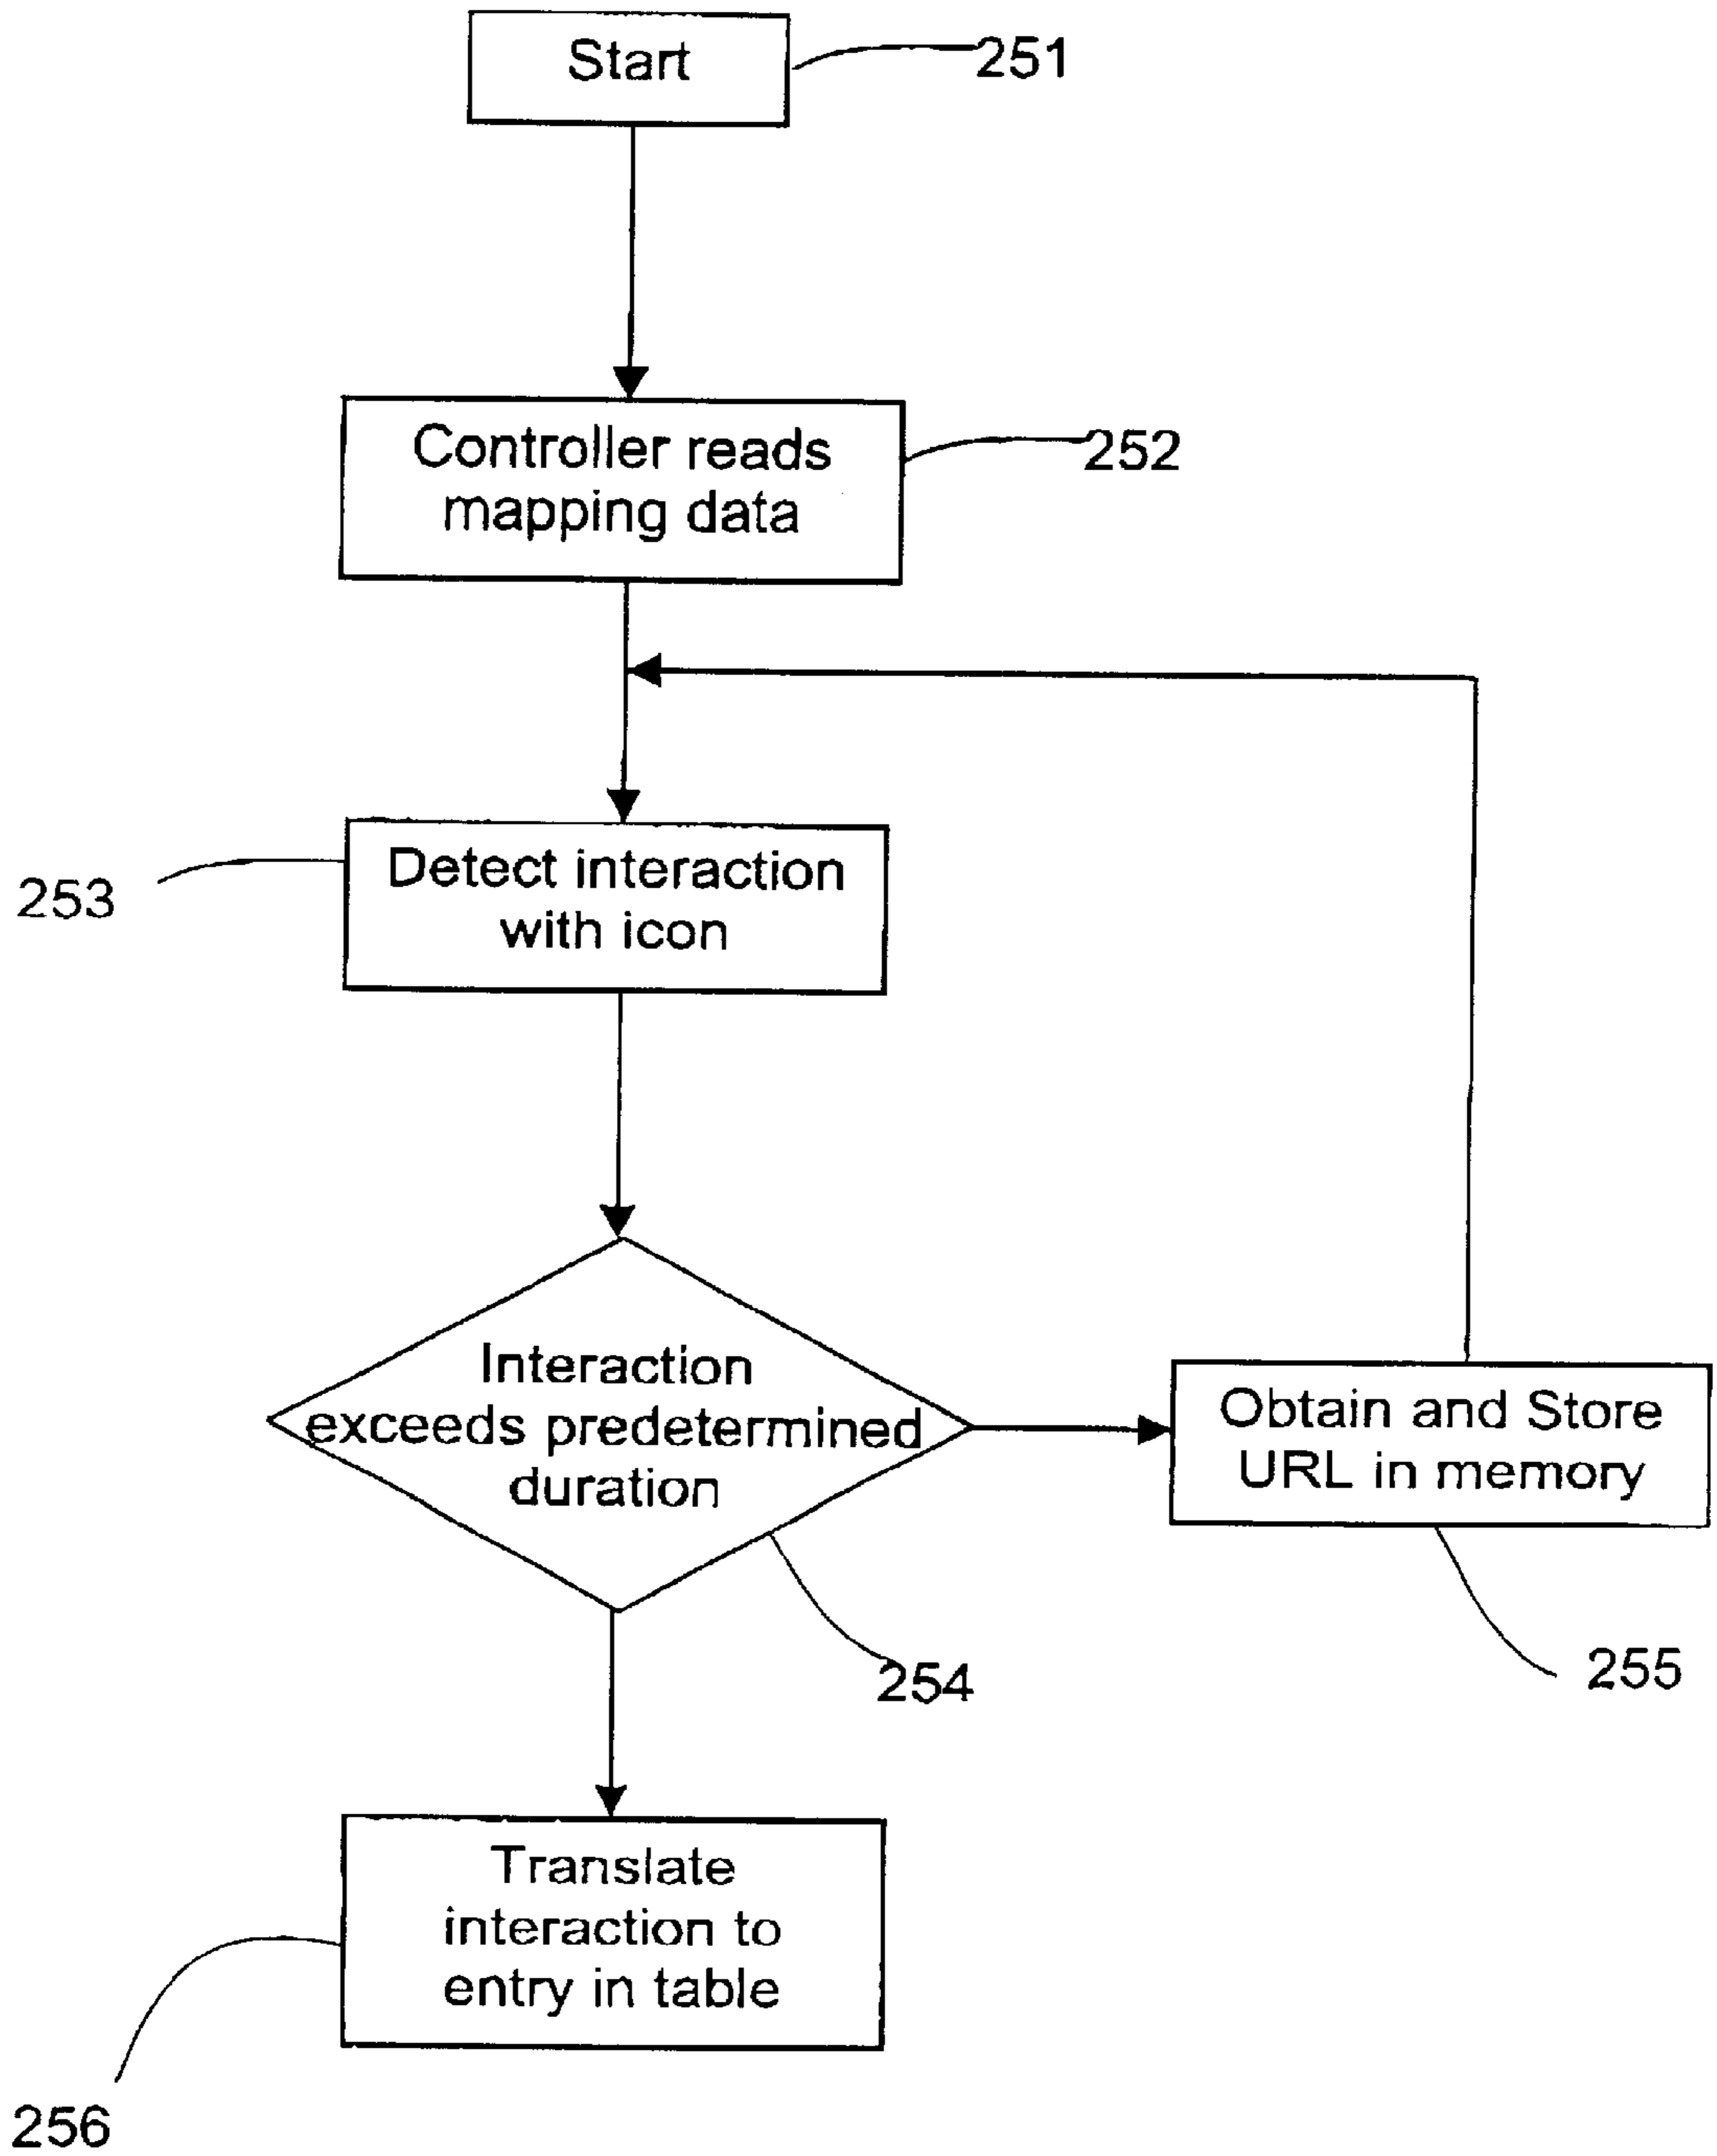 Start
251
Controller reads
mapping data
252
Detect interaction
with icon
253
Interaction
exceeds predetermined
duration
254
Obtain and Store
URL in memory
255
Translate
interaction to
entry in table
256